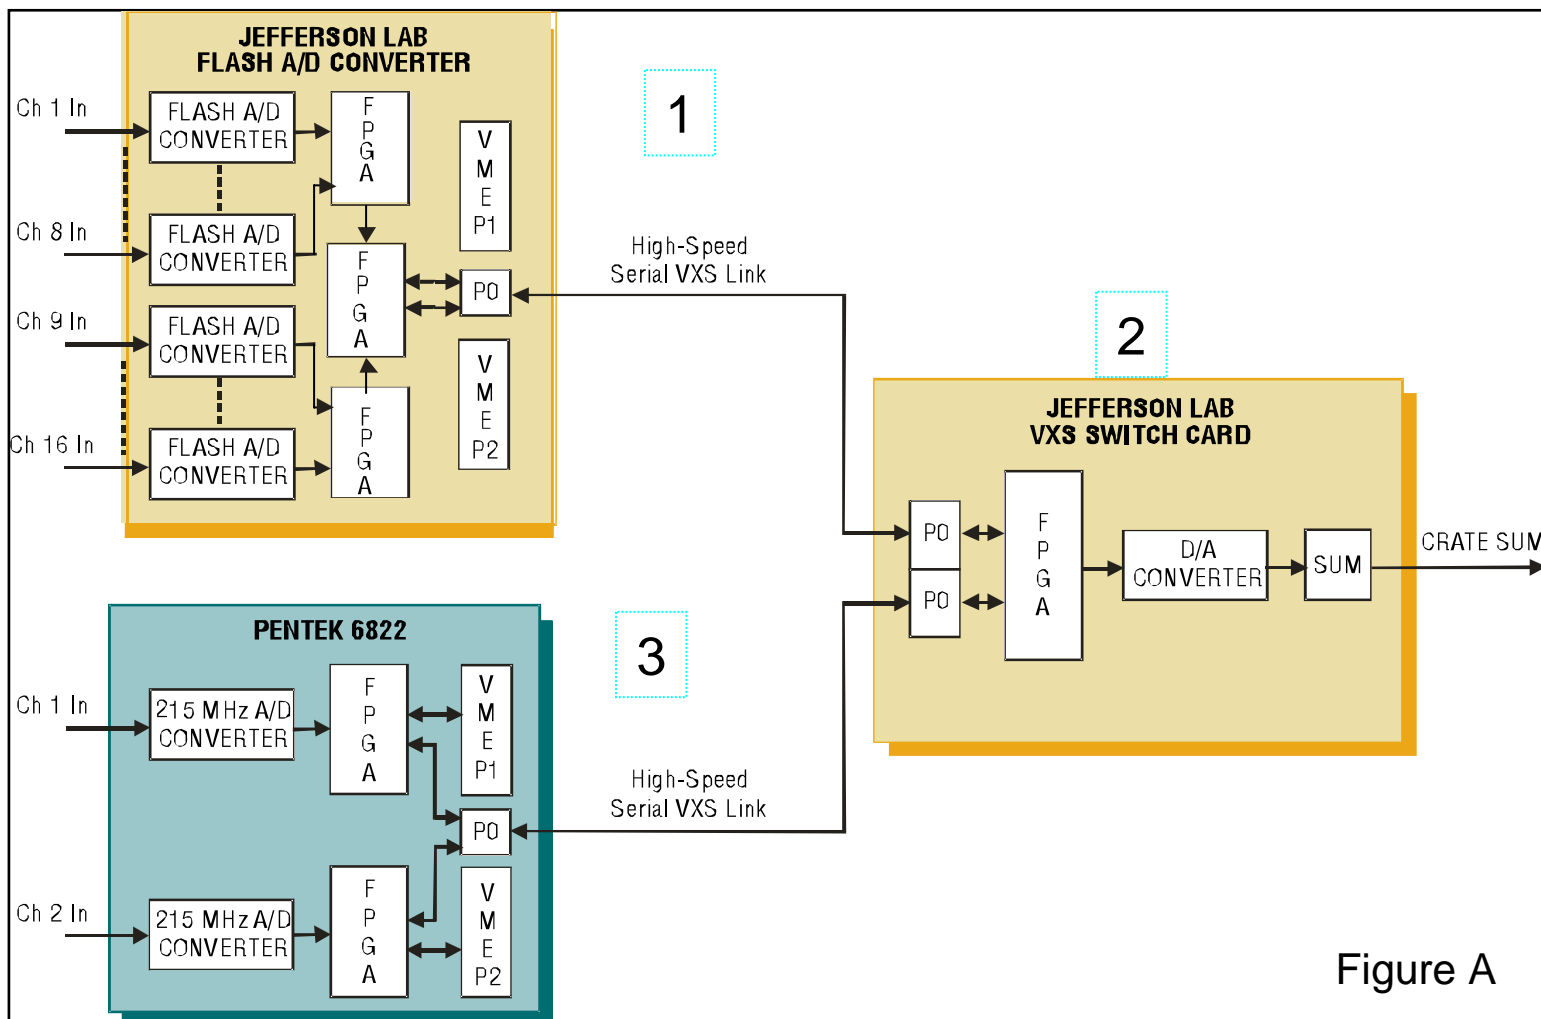 JEFFERSON LAB
FLASH A/D CONVERTER
Ch 1 In
FLASH A/D
CONVERTER
F
P
G
A
V
M
E
P1
Ch 8 In
FLASH A/D
CONVERTER
F
P
G
A
P0
Ch 9 In
FLASH A/D
CONVERTER
V
M
E
P2
Ch 16 In
FLASH A/D
CONVERTER
F
P
G
A
1
High-Speed
Serial VXS Link
2
JEFFERSON LAB
VXS SWITCH CARD
P0
P0
F
P
G
A
D/A
CONVERTER
SUM
CRATE SUM
PENTEK 6822
3
Ch 1 In
215 MHz A/D
CONVERTER
F
P
G
A
V
M
E
P1
High-Speed
Serial VXS Link
P0
Ch 2 In
215 MHz A/D
CONVERTER
F
P
G
A
V
M
E
P2
Figure A